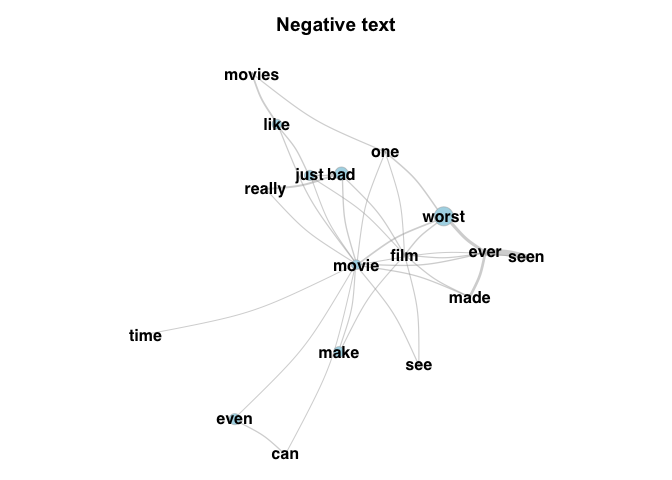 Negative text
movies
like
one
just bad
really
worst
ever
seen
film
movie
made
time
make
see
even
can